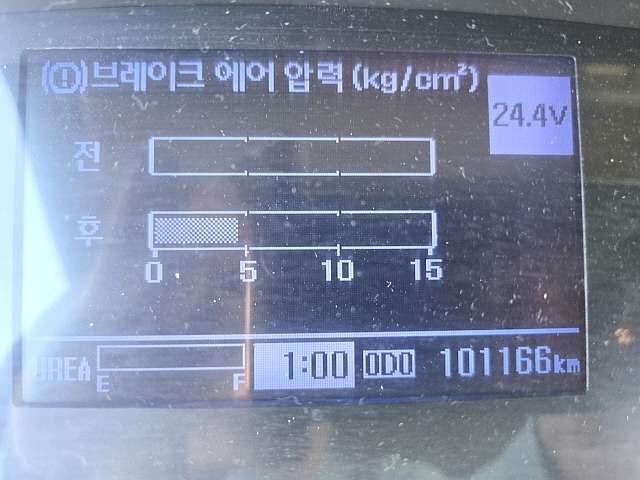 (!)브레이크 에어 압력 (kg/cm²)
24.4V
전
후
0 5 10 15
UREA E F 1:00 ODO 101166km